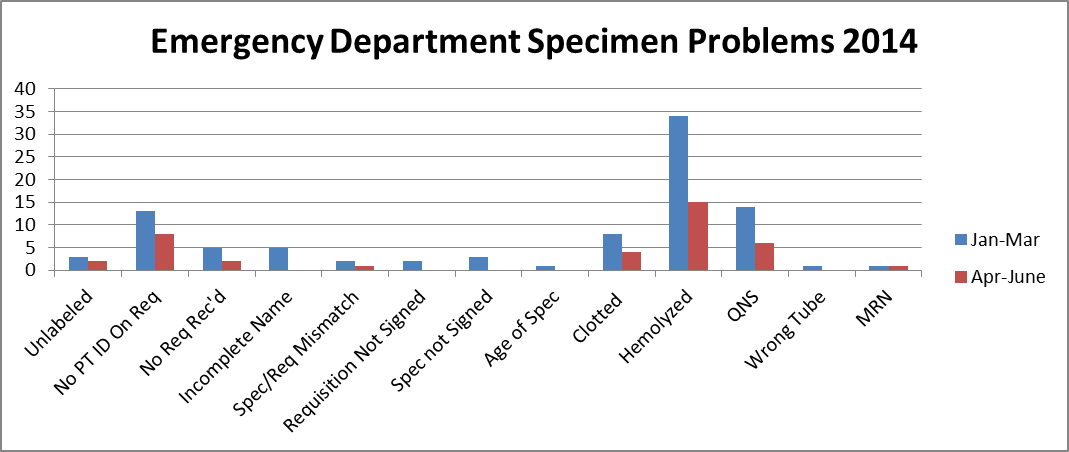 Emergency Department Specimen Problems 2014
40
35
30
25
20
15
10
5
0
Unlabeled
No PT ID On Req
No Req Rec'd
Incomplete Name
Spec/Req Mismatch
Requisition Not Signed
Spec not Signed
Age of Spec
Clotted
Hemolyzed
QNS
Wrong Tube
MRN
Jan-Mar
Apr-June